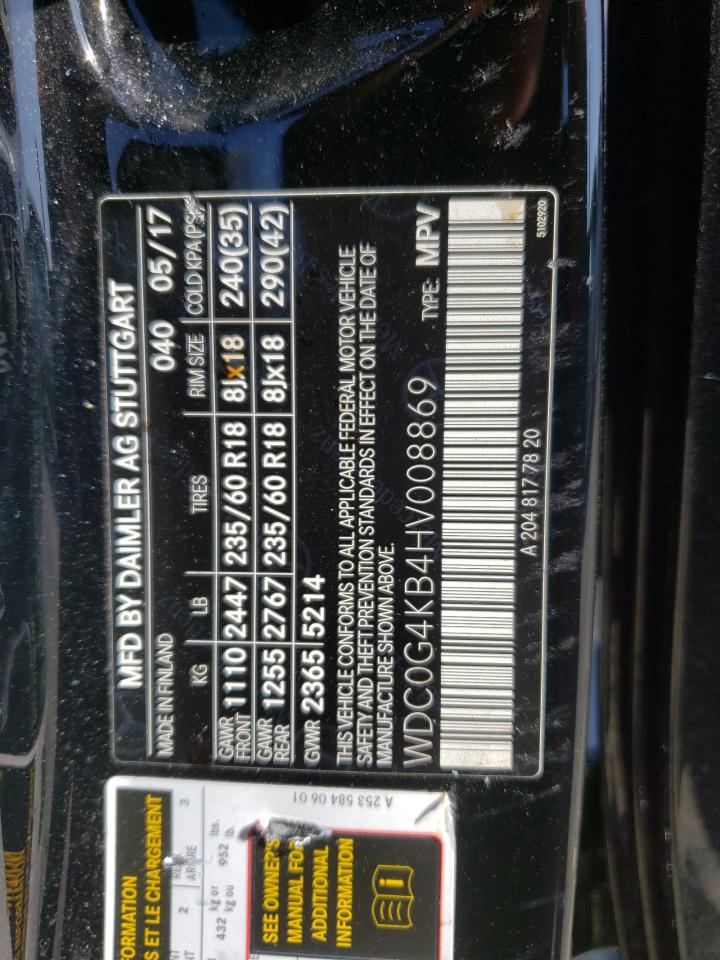 MFD BY DAIMLER AG STUTTGART
MADE IN FINLAND 040 05/17
KG LB TIRES RIM SIZE COLD KPA(PSI)
GAWR FRONT 1110 2447 235/60 R18 8Jx18 240(35)
GAWR REAR 1255 2767 235/60 R18 8Jx18 290(42)
GVWR 2365 5214
THIS VEHICLE CONFORMS TO ALL APPLICABLE FEDERAL MOTOR VEHICLE
SAFETY AND THEFT PREVENTION STANDARDS IN EFFECT ON THE DATE OF
MANUFACTURE SHOWN ABOVE.
WDC0G4KB4HV008869 TYPE: MPV
A 204 817 78 20
5102920
S ET LE CHARGEMENT
2 3
432 kg or kg ou 952 lbs. lb.
SEE OWNER'S
MANUAL FOR
ADDITIONAL
INFORMATION
A 253 584 06 01